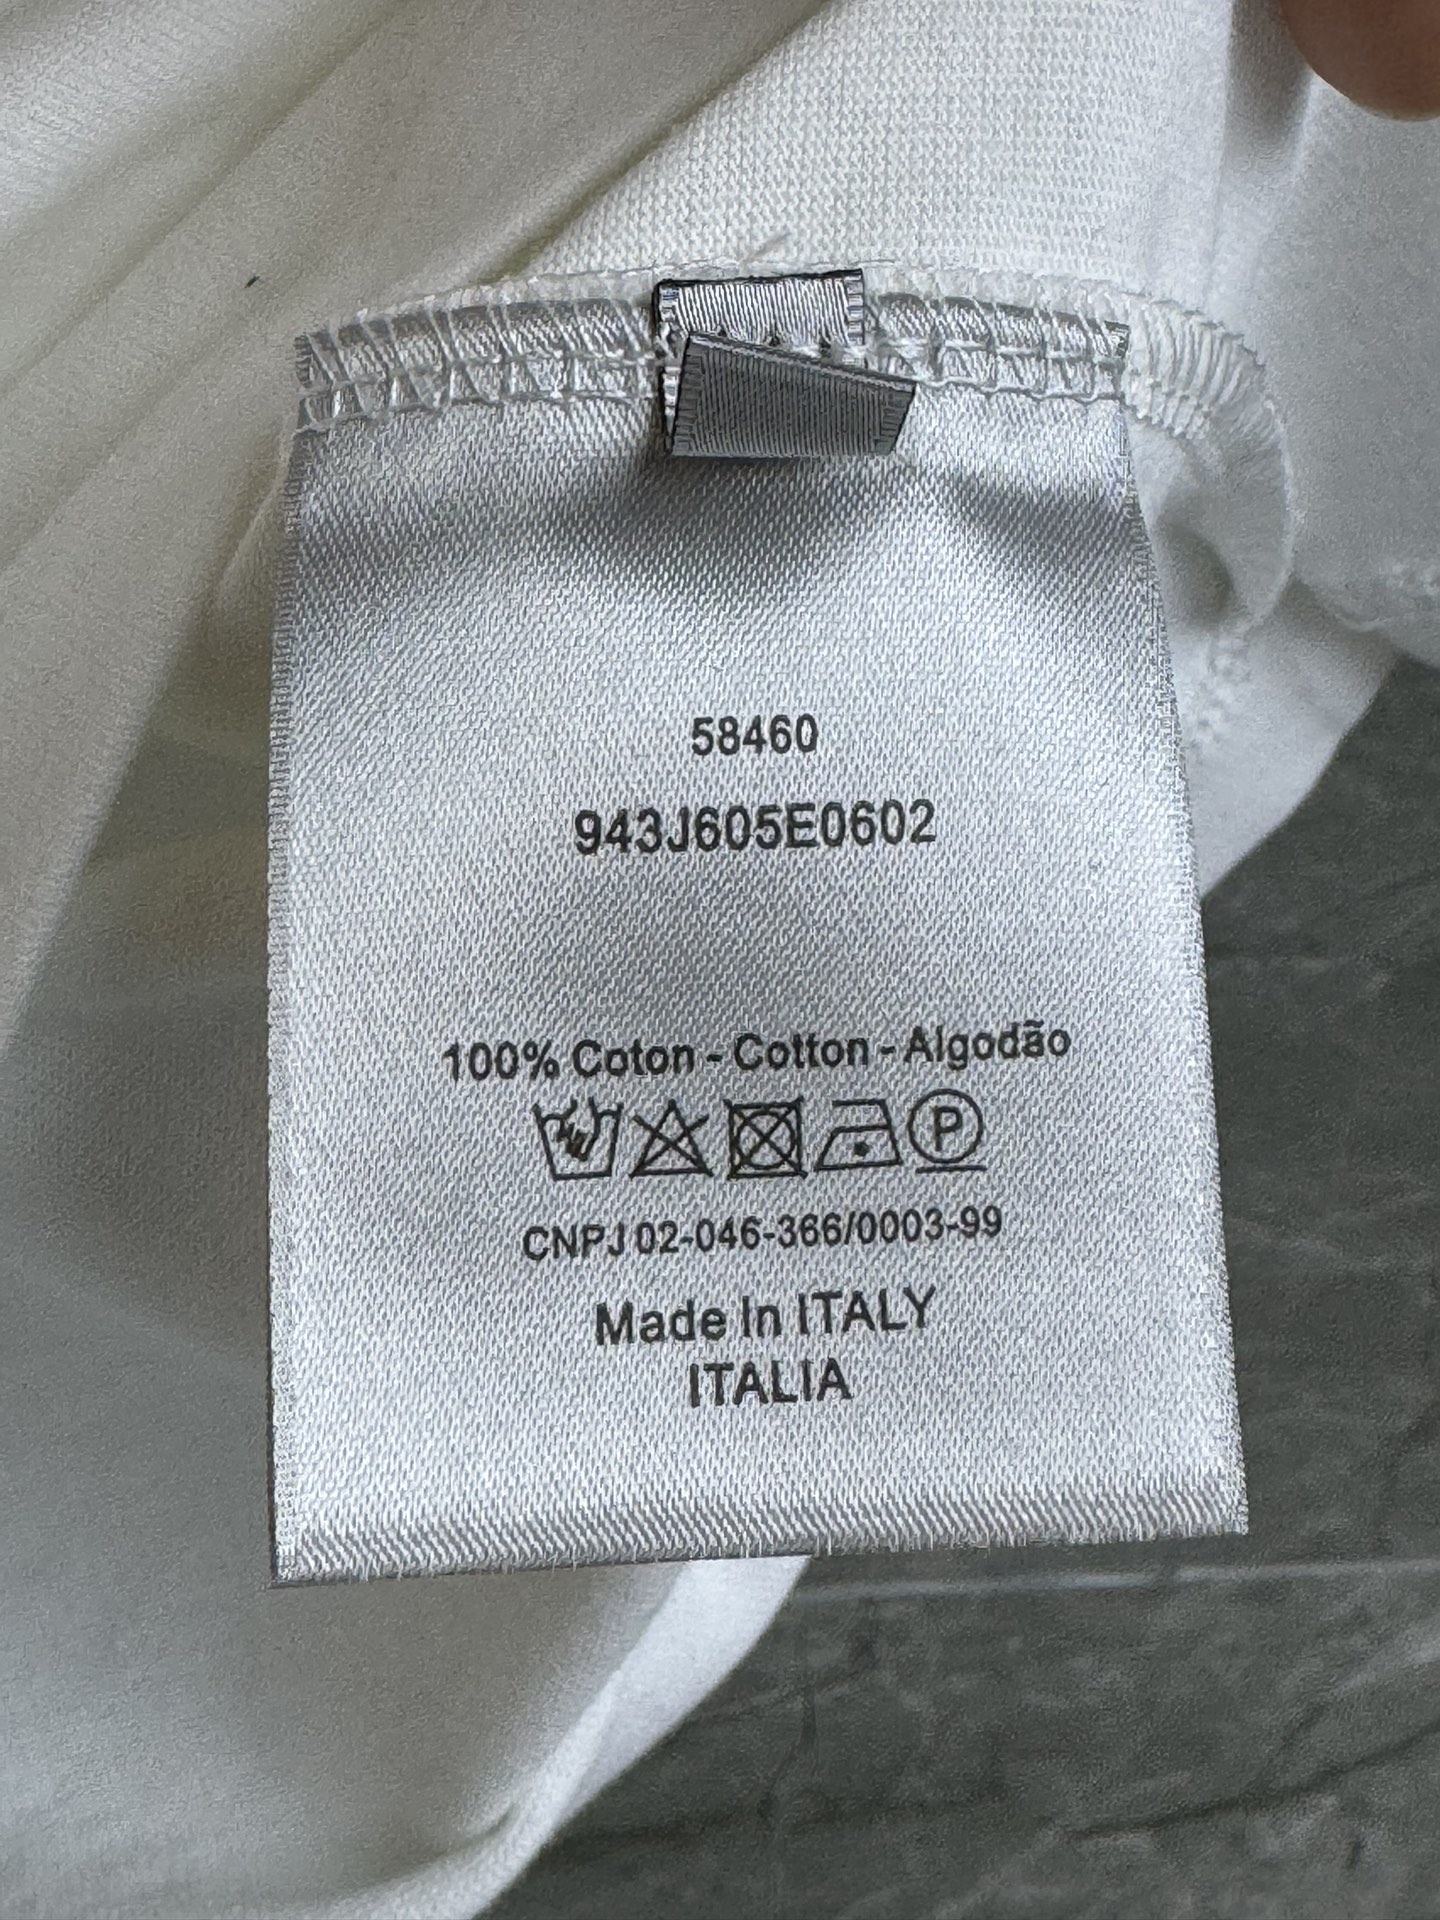 58460
943J605E0602
100% Coton - Cotton - Algodão
P
CNPJ 02-046-366/0003-99
Made In ITALY
ITALIA